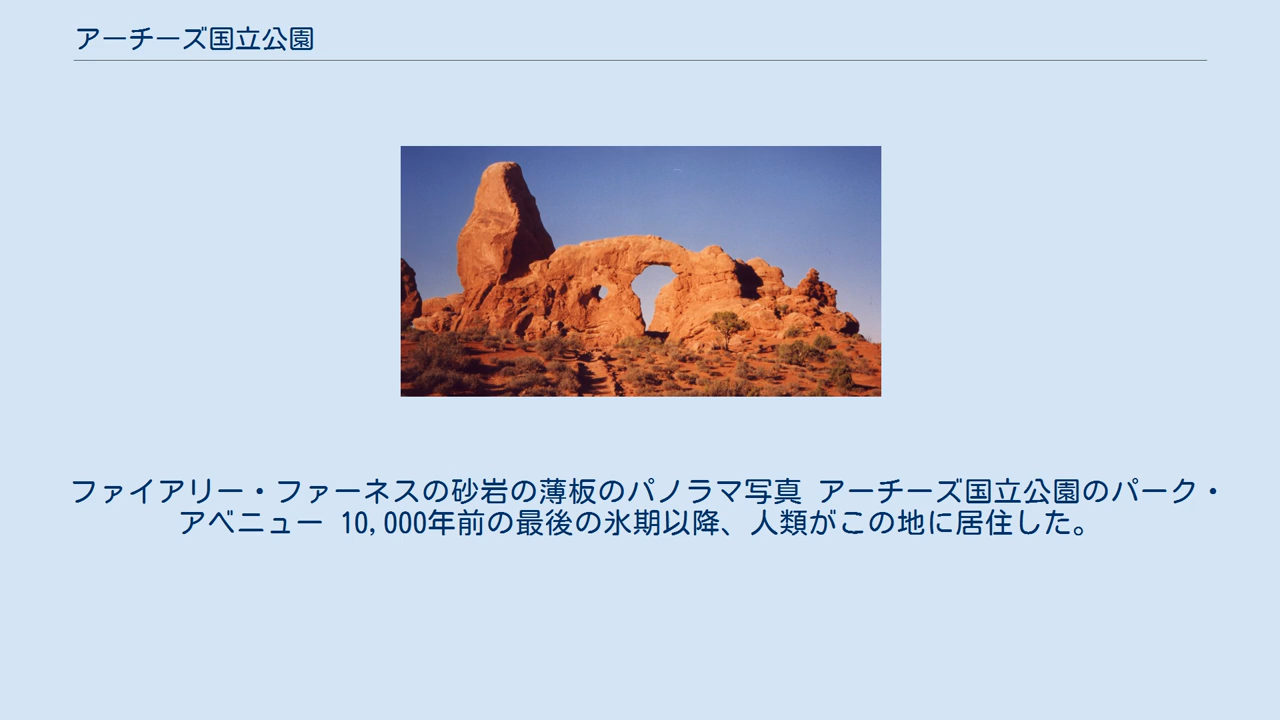 アーチーズ国立公園
ファイアリー・ファーネスの砂岩の薄板のパノラマ写真 アーチーズ国立公園のパーク・
アベニュー 10,000年前の最後の氷期以降、人類がこの地に居住した。